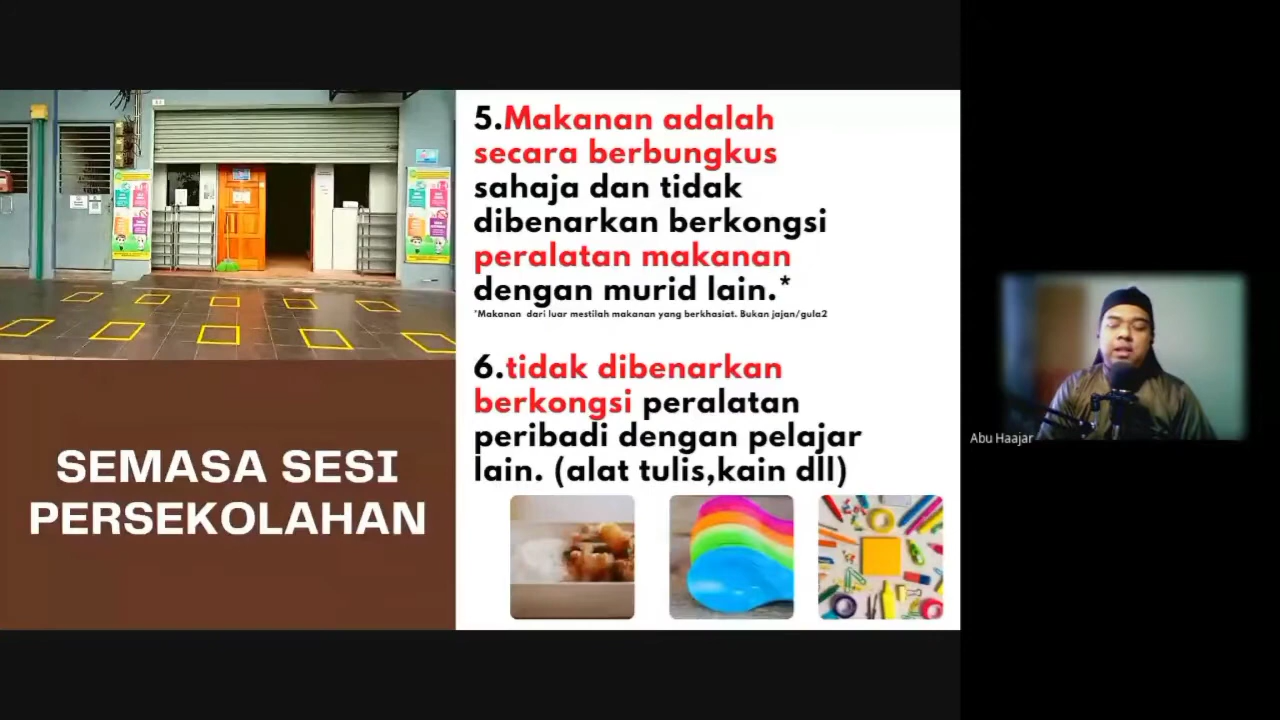 5.Makanan adalah
secara berbungkus
sahaja dan tidak
dibenarkan berkongsi
peralatan makanan
dengan murid lain.*
*Makanan dari luar mestilah makanan yang berkhasiat. Bukan jajan/gula2
6.tidak dibenarkan
berkongsi peralatan
peribadi dengan pelajar
lain. (alat tulis,kain dll)
SEMASA SESI
PERSEKOLAHAN
Abu Haajar